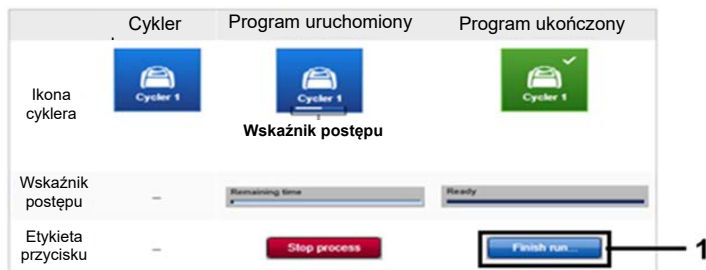 Cykler
Program uruchomiony
Program ukończony
Ikona
cyklera
Cycler 1
Cycler 1
Cycler 1
Wskaźnik postępu
Wskaźnik
postępu
–
Remaining time
Ready
Etykieta
przycisku
–
Stop process
Finish run...
1